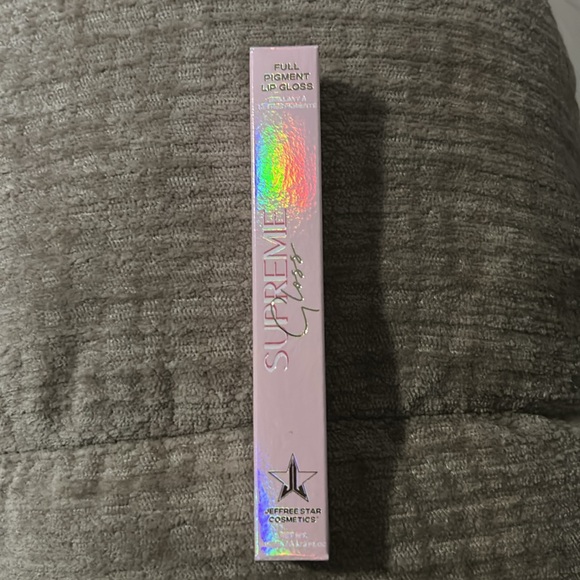 FULL
PIGMENT
LIP GLOSS
SUPREME
Gloss
JEFFREE STAR
COSMETICS